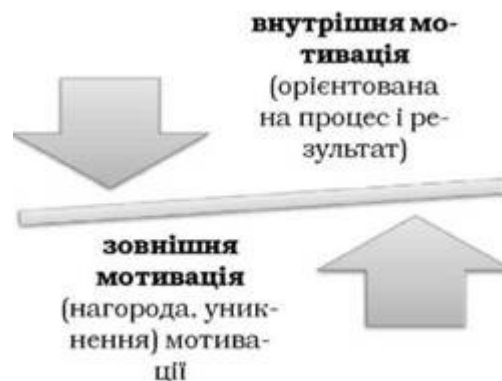 внутрішня мо-
тивація
(орієнтована
на процес і ре-
зультат)
зовнішня
мотивація
(нагорода, уник-
нення) мотива-
ції